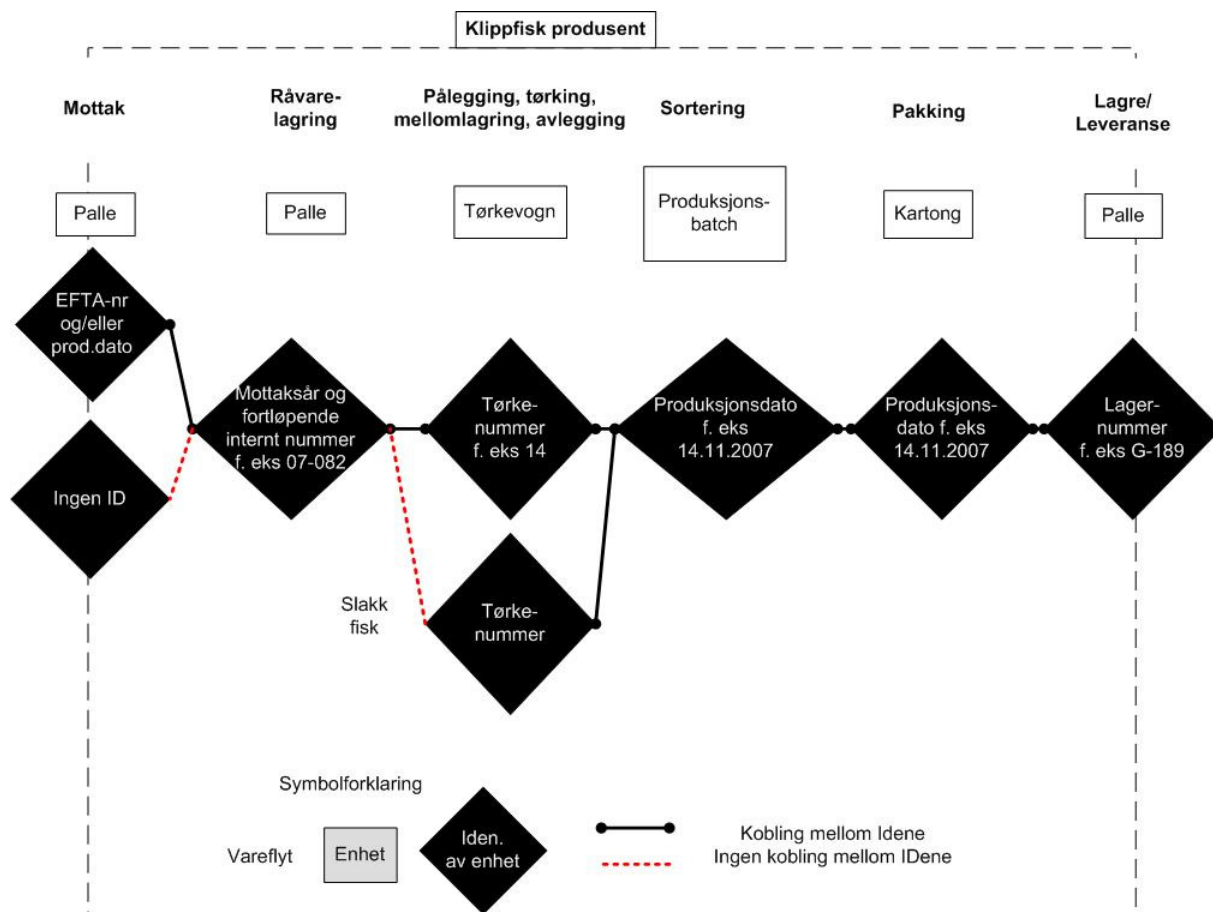 Klippfisk produsent
Mottak
Råvare-
lagring
Pålegging, tørking,
mellomlagring, avlegging
Sortering
Pakking
Lagre/
Leveranse
Palle
Palle
Tørkevogn
Produksjons-
batch
Kartong
Palle
EFTA-nr
og/eller
prod.dato
Ingen ID
Mottaksår og
fortløpende
internt nummer
f. eks 07-082
Tørke-
nummer
f. eks 14
Produksjonsdato
f. eks
14.11.2007
Produksjons-
dato f. eks
14.11.2007
Lager-
nummer
f. eks G-189
Slakk
fisk
Tørke-
nummer
Symbolforklaring
Vareflyt
Enhet
Iden.
av enhet
Kobling mellom Idene
Ingen kobling mellom IDene